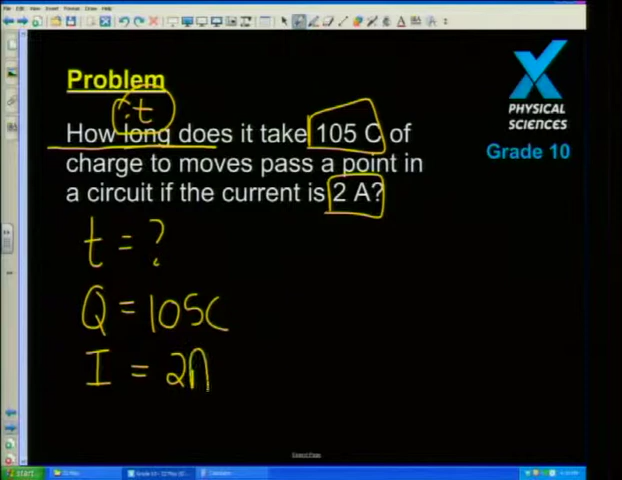 Problem
∴ t
How long does it take 105 C of
charge to moves pass a point in
a circuit if the current is 2 A?
PHYSICAL
SCIENCES
Grade 10
t = ?
Q = 105C
I = 2A
start